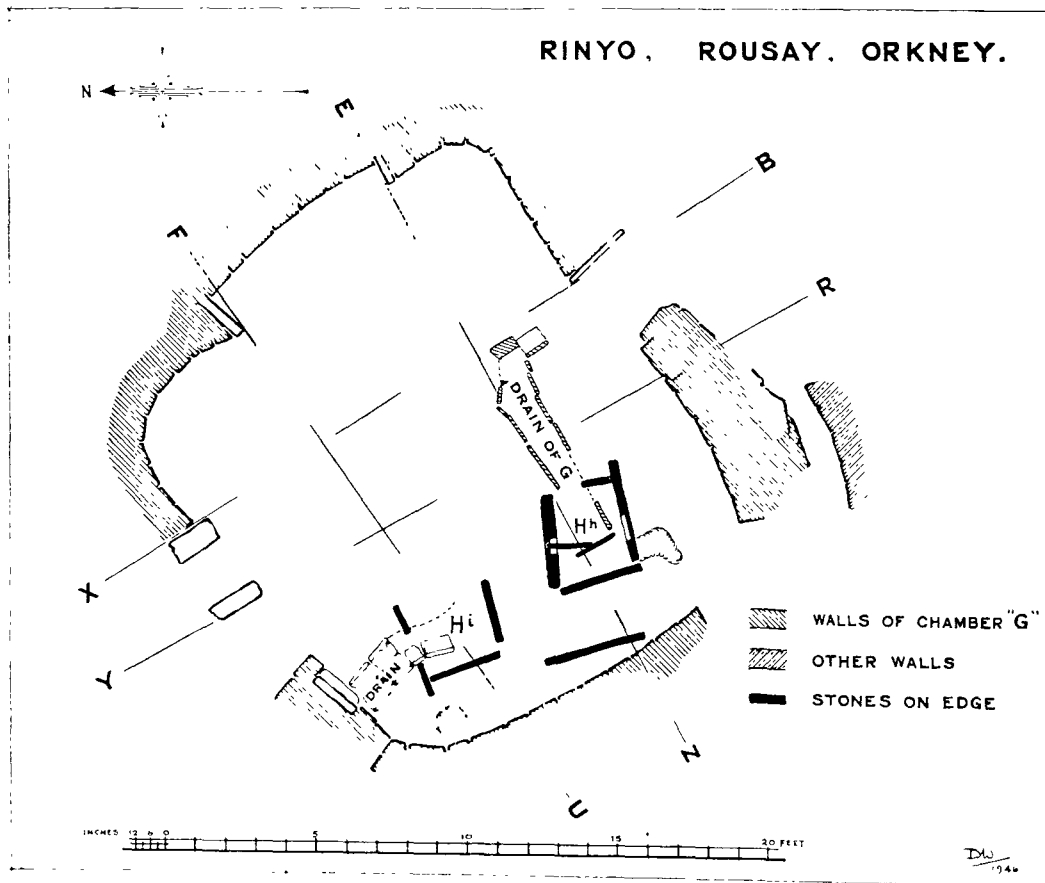 RINYO, ROUSAY, ORKNEY.
N
E
B
F
R
DRAIN OF G
Hh
X
Hi
WALLS OF CHAMBER "G"
Y
OTHER WALLS
DRAIN
STONES ON EDGE
Z
U
INCHES 12 6 0 5 10 15 20 FEET
DW
1946